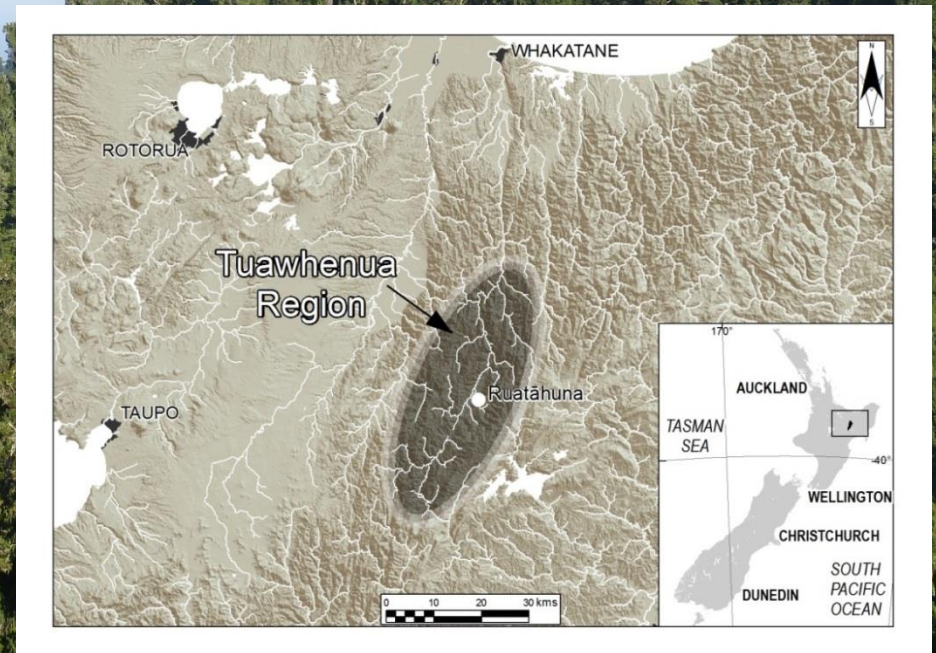 WHAKATANE
N
S
ROTORUA
Tuawhenua
Region
Ruatāhuna
TAUPO
0 10 20 30 kms
170°
AUCKLAND
TASMAN
SEA
-40°
WELLINGTON
CHRISTCHURCH
SOUTH
PACIFIC
OCEAN
DUNEDIN